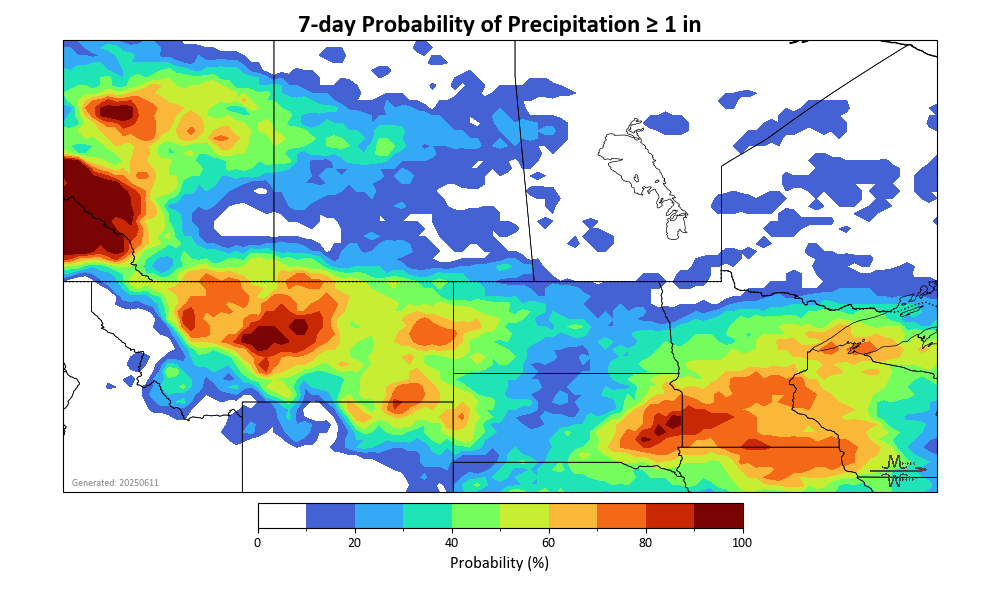 7-day Probability of Precipitation ≥ 1 in
Generated: 20250611
0 20 40 60 80 100
Probability (%)